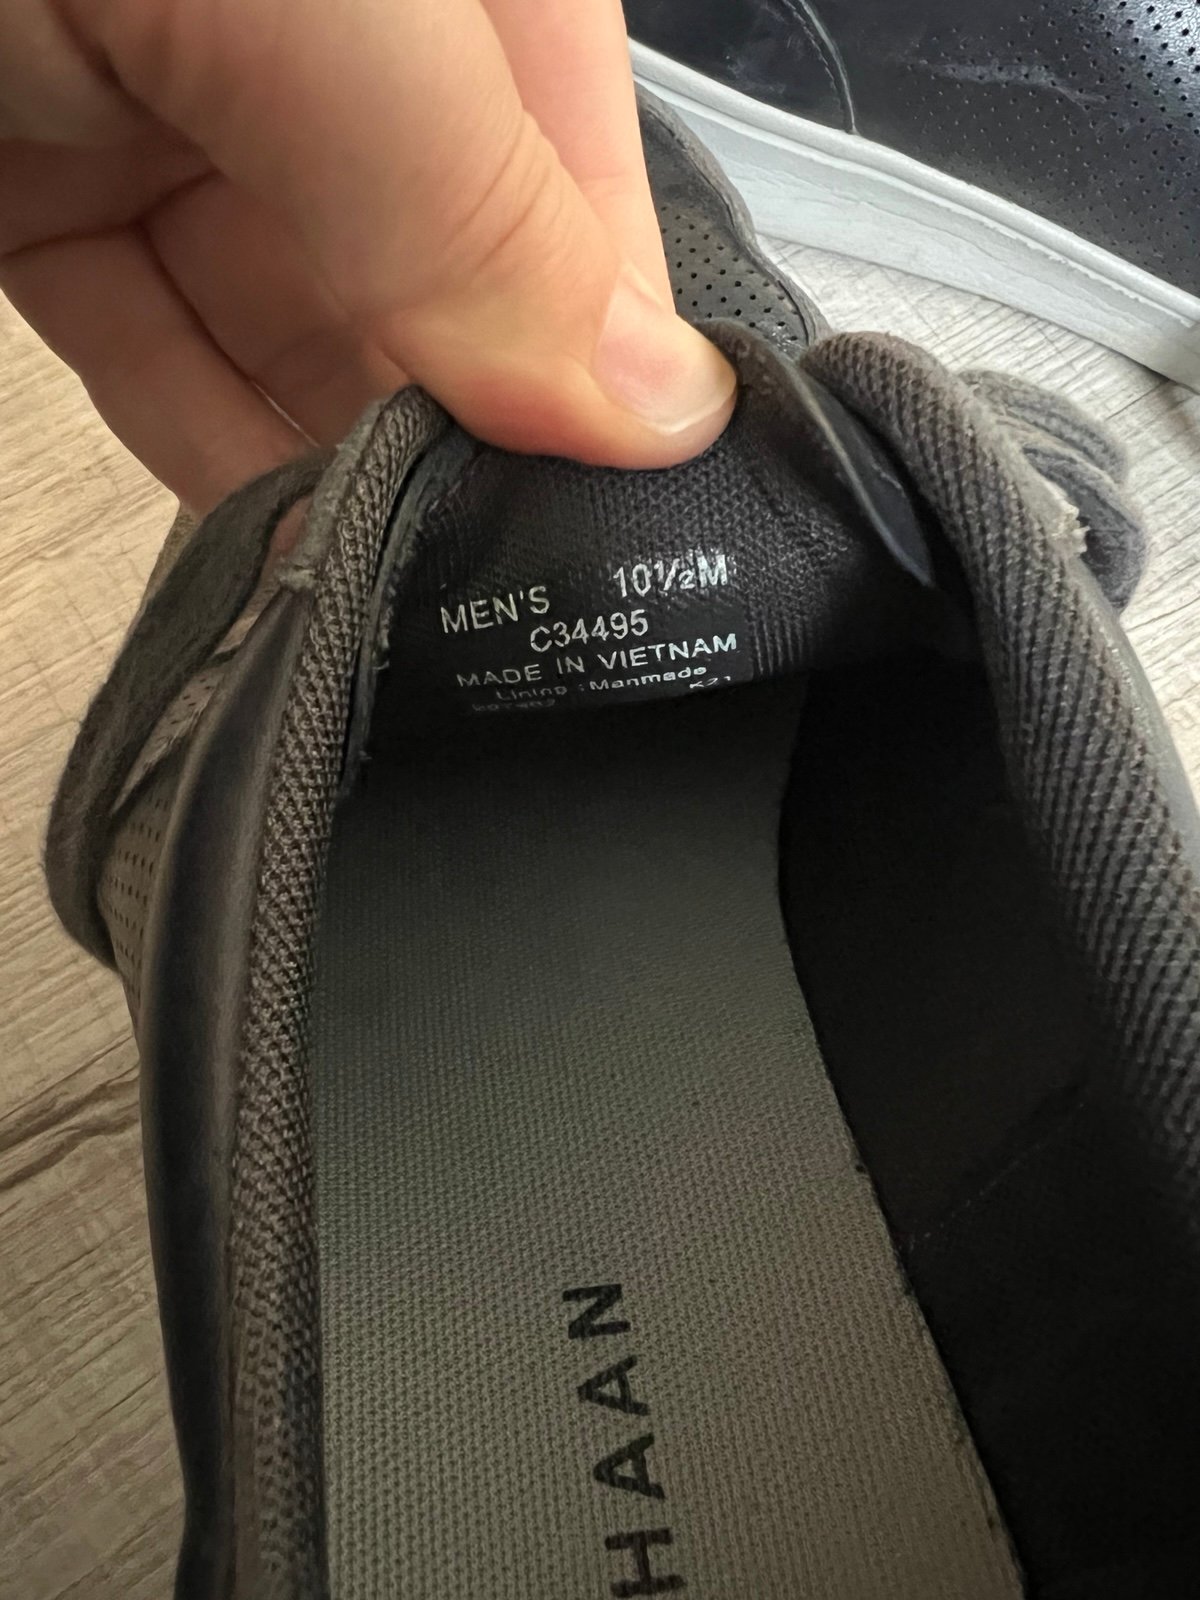 MEN'S 10½M
C34495
MADE IN VIETNAM
Lining : Manmade
HAAN